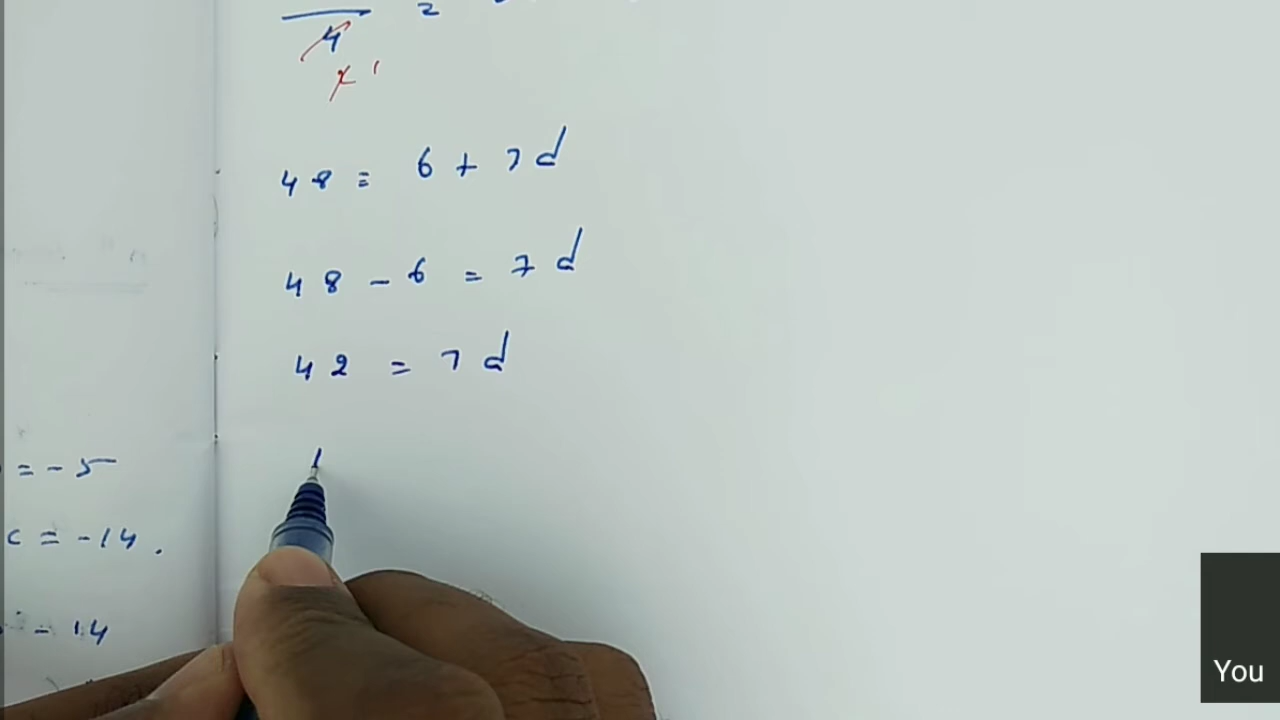 4
48 = 6 + 7d
48 - 6 = 7d
42 = 7d
= -5
c = -14.
- 14
You